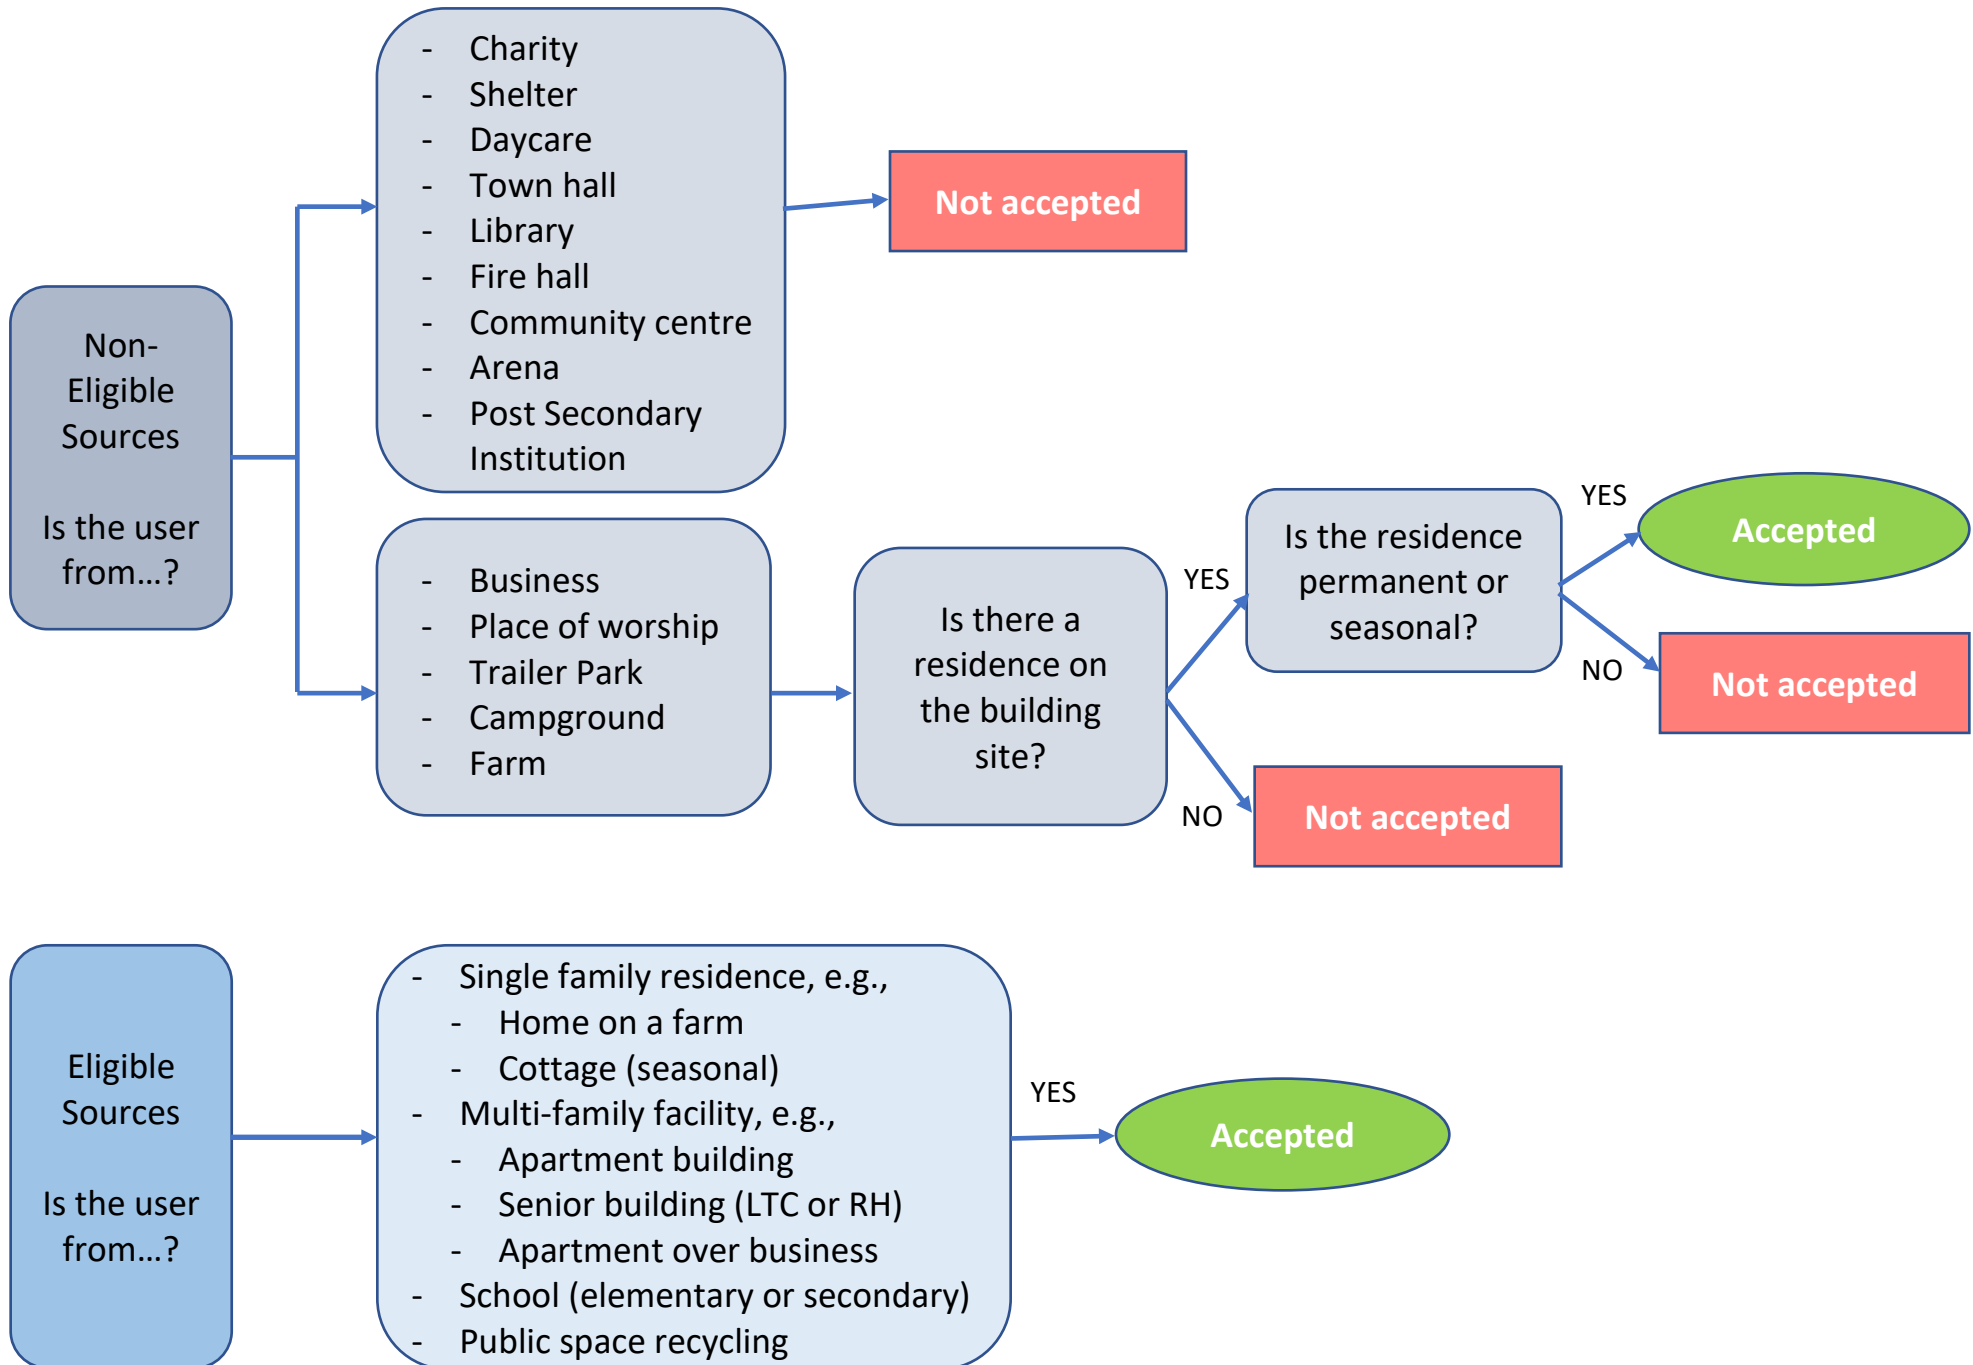 Non-
Eligible
Sources
Is the user
from...?
- Charity
- Shelter
- Daycare
- Town hall
- Library
- Fire hall
- Community centre
- Arena
- Post Secondary
Institution
Not accepted
- Business
- Place of worship
- Trailer Park
- Campground
- Farm
Is there a
residence on
the building
site?
YES
NO
Is the residence
permanent or
seasonal?
Not accepted
YES
NO
Accepted
Not accepted
Eligible
Sources
Is the user
from...?
- Single family residence, e.g.,
- Home on a farm
- Cottage (seasonal)
- Multi-family facility, e.g.,
- Apartment building
- Senior building (LTC or RH)
- Apartment over business
- School (elementary or secondary)
- Public space recycling
YES
Accepted